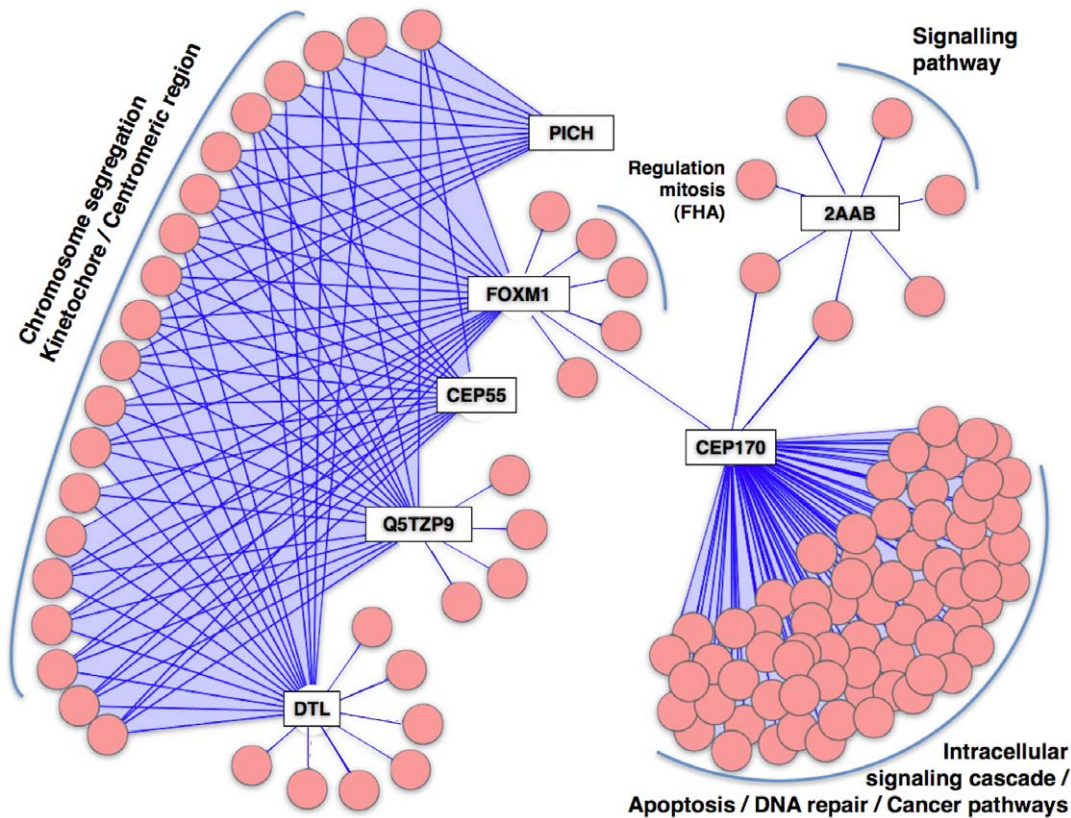 Chromosome segregation
Kinetochore / Centromeric region
Signalling
pathway
PICH
Regulation
mitosis
(FHA)
2AAB
FOXM1
CEP55
CEP170
Q5TZP9
DTL
Intracellular
signaling cascade /
Apoptosis / DNA repair / Cancer pathways